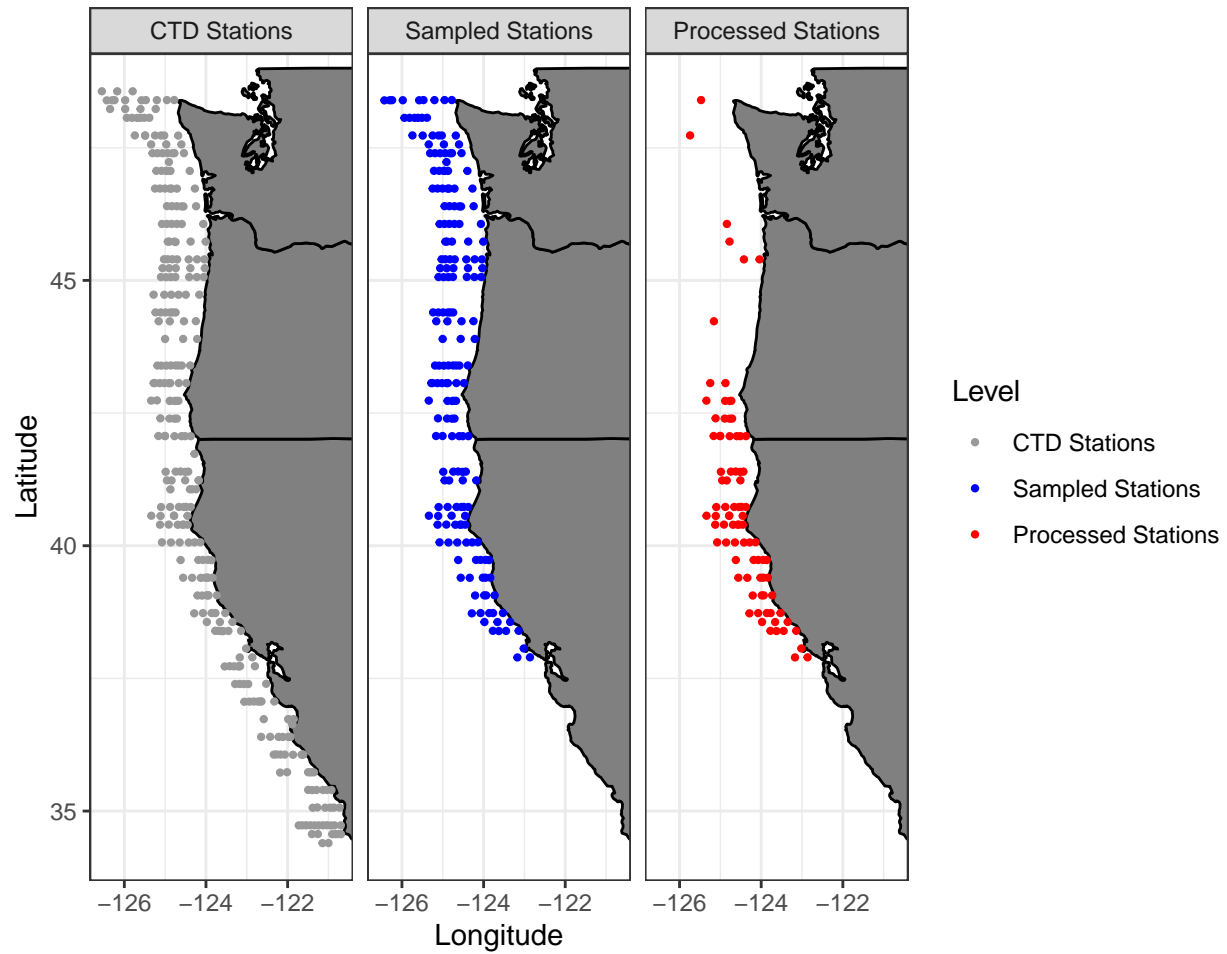 CTD Stations
Sampled Stations
Processed Stations
45
40
35
Latitude
−126
−124
−122
−126
−124
−122
−126
−124
−122
Longitude
Level
CTD Stations
Sampled Stations
Processed Stations